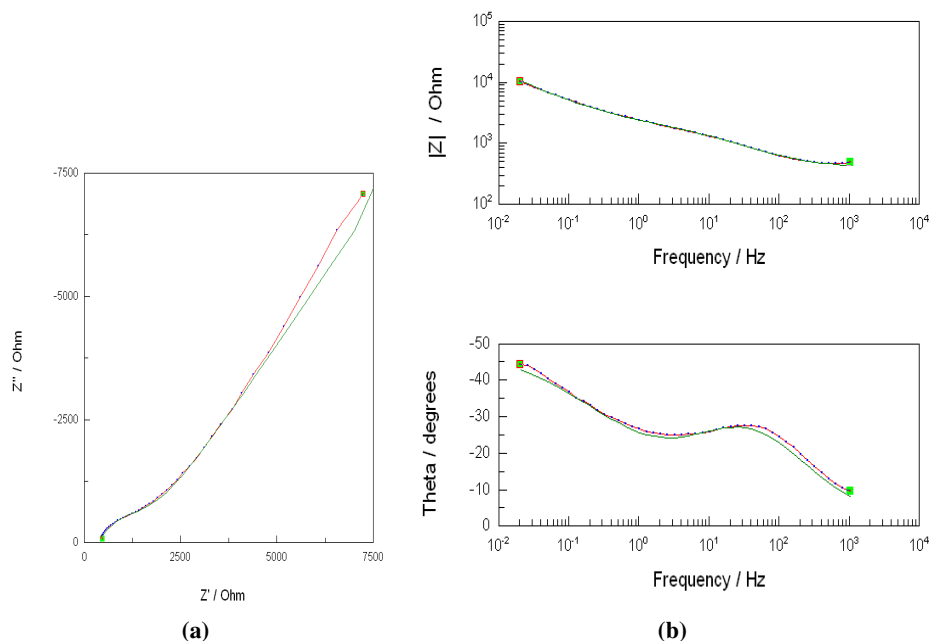 -7500
-5000
-2500
0
0 2500 5000 7500
Z'' / Ohm
Z' / Ohm
(a)
10^5
10^4
10^3
10^2
|Z| / Ohm
10^-2 10^-1 10^0 10^1 10^2 10^3 10^4
Frequency / Hz
-50
-40
-30
-20
-10
0
Theta / degrees
10^-2 10^-1 10^0 10^1 10^2 10^3 10^4
Frequency / Hz
(b)